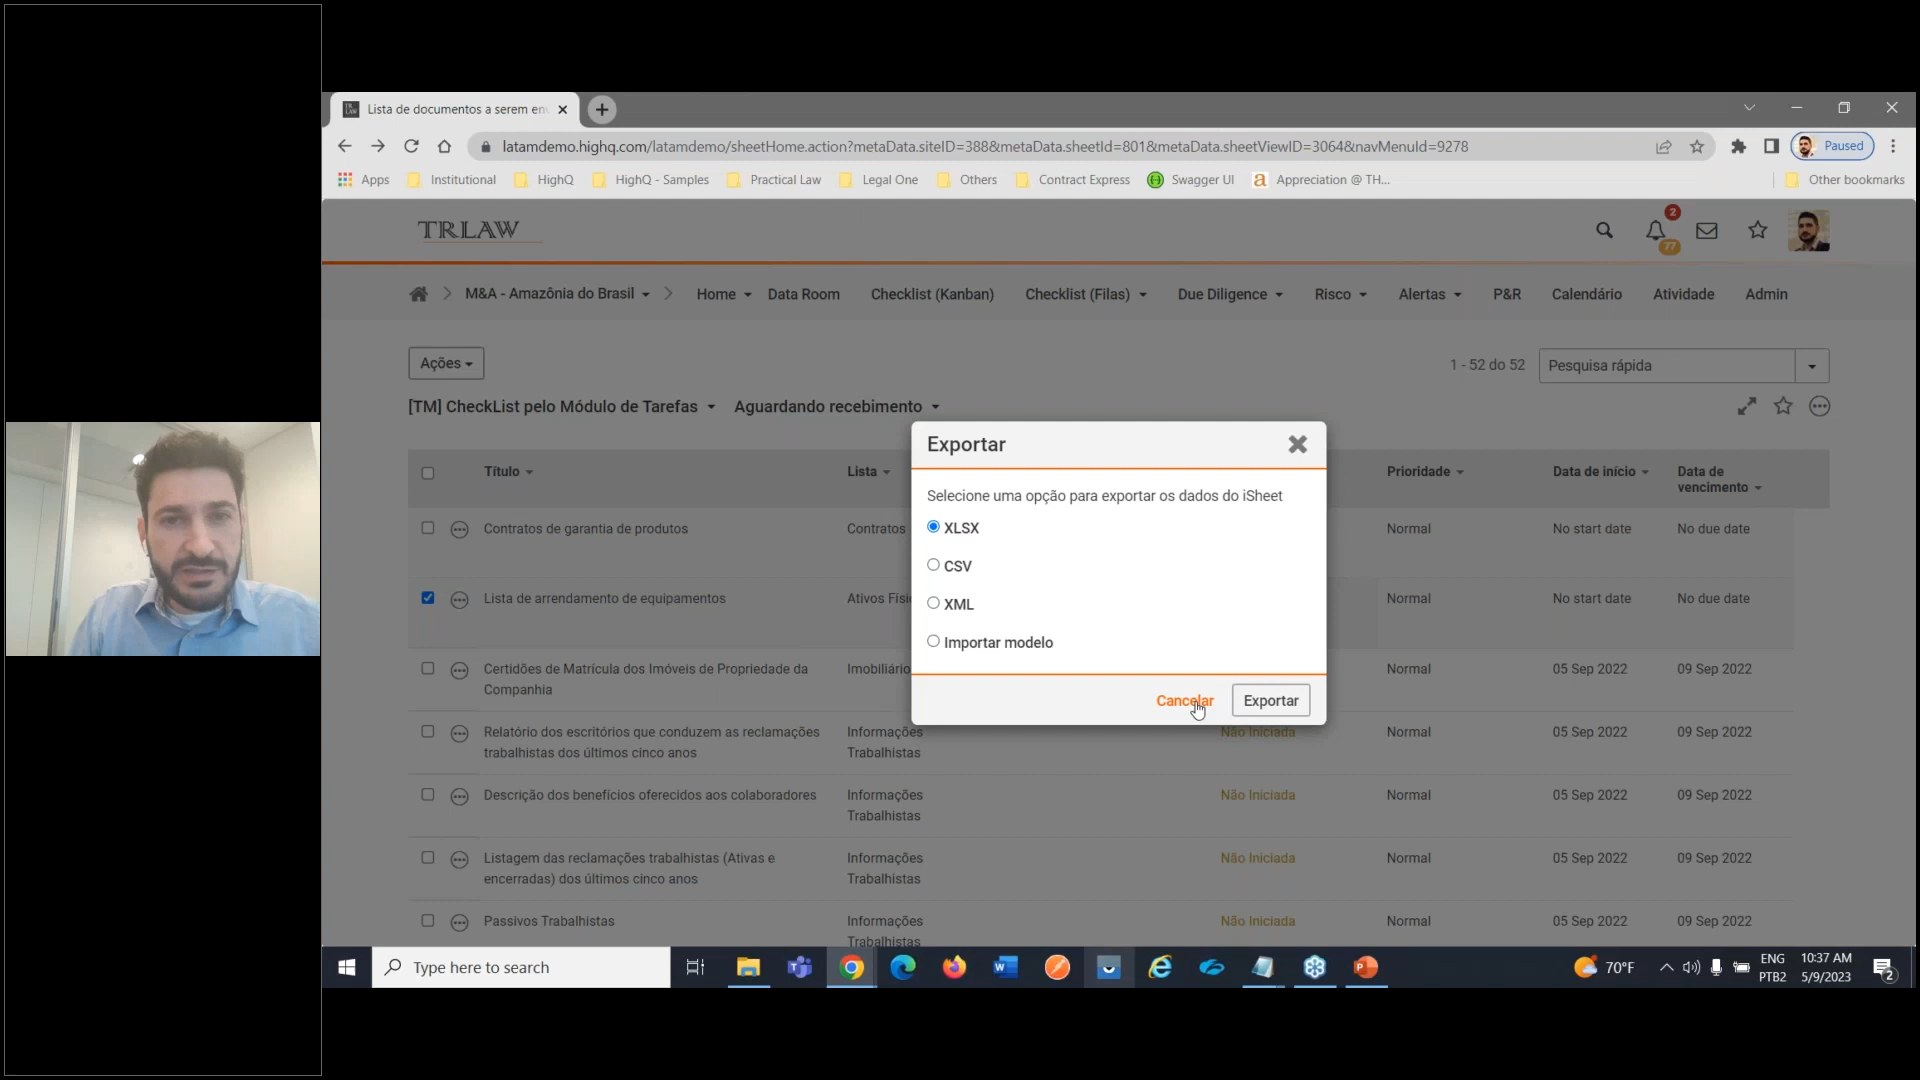 Lista de documentos a serem en
latamdemo.highq.com/latamdemo/sheetHome.action?metaData.siteID=388&metaData.sheetId=801&metaData.sheetViewID=3064&navMenuId=9278
Paused
Apps Institutional HighQ HighQ - Samples Practical Law Legal One Others Contract Express Swagger UI Appreciation @ TH... Other bookmarks
TRLAW
2
77
M&A - Amazônia do Brasil Home Data Room Checklist (Kanban) Checklist (Filas) Due Diligence Risco Alertas P&R Calendário Atividade Admin
Ações
1 - 52 do 52
Pesquisa rápida
[TM] CheckList pelo Módulo de Tarefas Aguardando recebimento
Título Lista Prioridade Data de início Data de
vencimento
Contratos de garantia de produtos Contratos Normal No start date No due date
Lista de arrendamento de equipamentos Ativos Físi Normal No start date No due date
Certidões de Matrícula dos Imóveis de Propriedade da
Companhia
Imobiliário Normal 05 Sep 2022 09 Sep 2022
Relatório dos escritórios que conduzem as reclamações
trabalhistas dos últimos cinco anos
Informações
Trabalhistas
Não Iniciada Normal 05 Sep 2022 09 Sep 2022
Descrição dos benefícios oferecidos aos colaboradores
Informações
Trabalhistas
Não Iniciada Normal 05 Sep 2022 09 Sep 2022
Listagem das reclamações trabalhistas (Ativas e
encerradas) dos últimos cinco anos
Informações
Trabalhistas
Não Iniciada Normal 05 Sep 2022 09 Sep 2022
Passivos Trabalhistas
Informações
Trabalhistas
Não Iniciada Normal 05 Sep 2022 09 Sep 2022
Exportar
Selecione uma opção para exportar os dados do iSheet
XLSX
CSV
XML
Importar modelo
Cancelar Exportar
Type here to search
70°F
ENG
PTB2
10:37 AM
5/9/2023
2